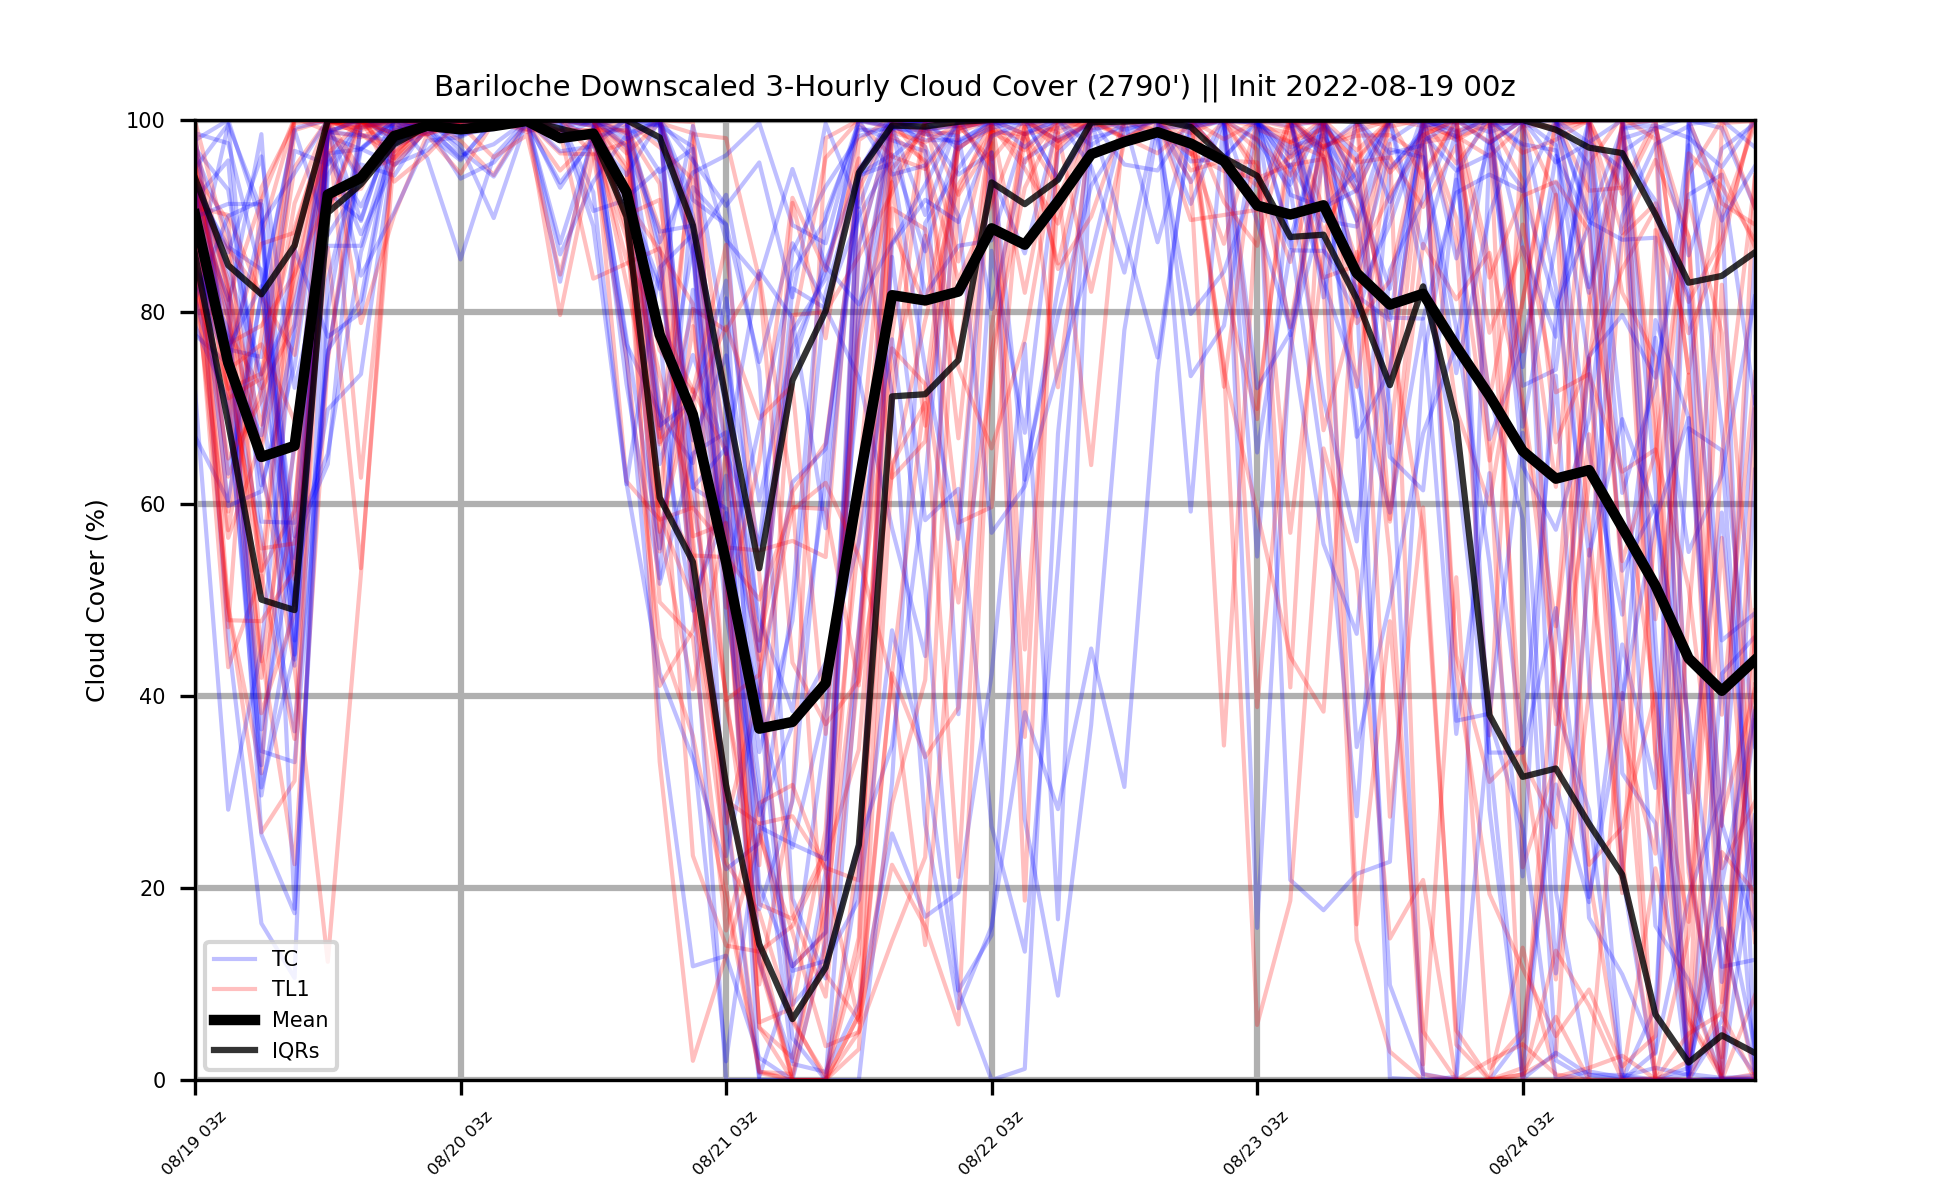 Bariloche Downscaled 3-Hourly Cloud Cover (2790') || Init 2022-08-19 00z
100
80
60
40
20
0
Cloud Cover (%)
TC
TL1
Mean
IQRs
08/19 03z
08/20 03z
08/21 03z
08/22 03z
08/23 03z
08/24 03z